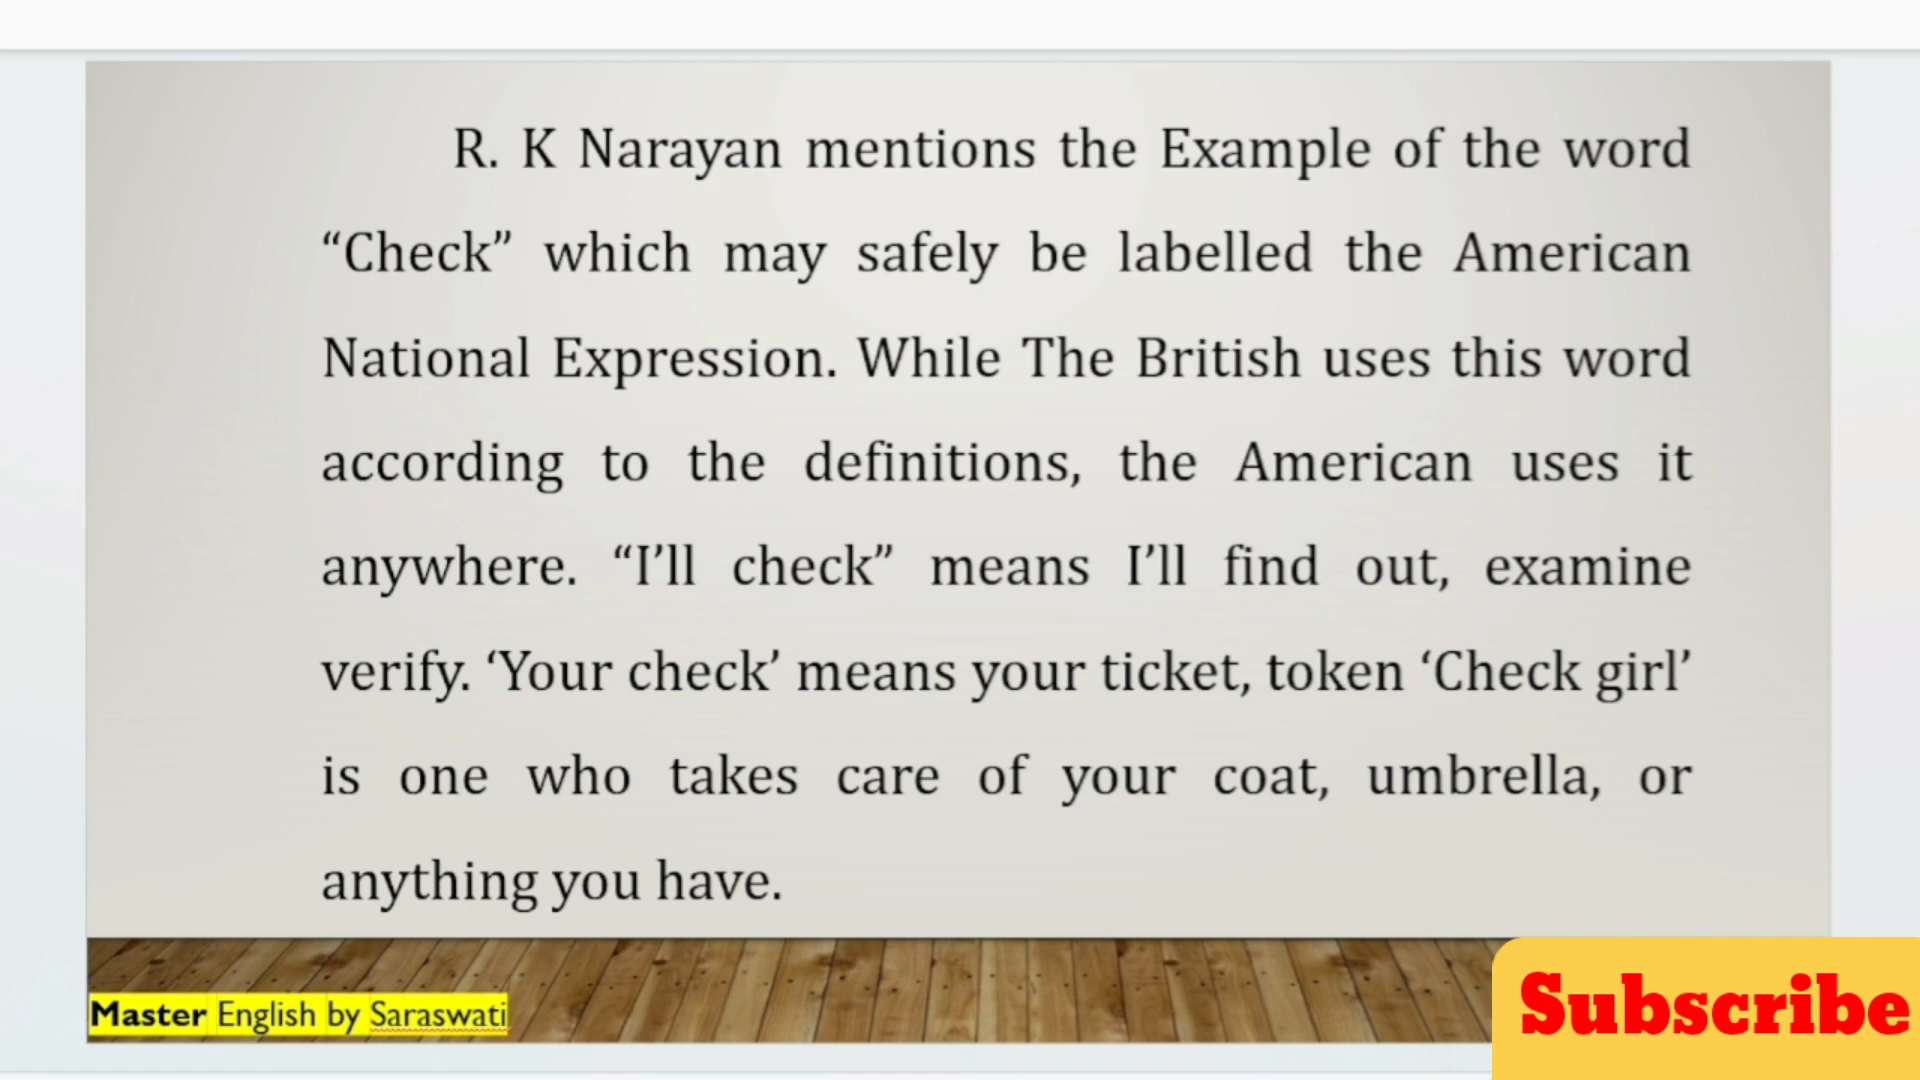 R. K Narayan mentions the Example of the word
“Check” which may safely be labelled the American
National Expression. While The British uses this word
according to the definitions, the American uses it
anywhere. “I’ll check” means I’ll find out, examine
verify. ‘Your check’ means your ticket, token ‘Check girl’
is one who takes care of your coat, umbrella, or
anything you have.
Master English by Saraswati
Subscribe